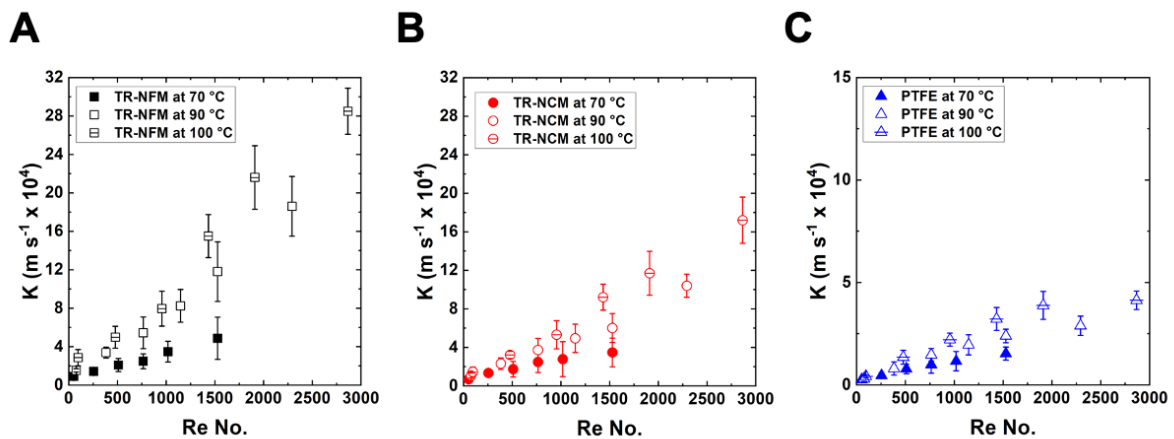 A
K (m s⁻¹ x 10⁴)
32
28
24
20
16
12
8
4
0
TR-NFM at 70 °C
TR-NFM at 90 °C
TR-NFM at 100 °C
0 500 1000 1500 2000 2500 3000
Re No.
B
K (m s⁻¹ x 10⁴)
32
28
24
20
16
12
8
4
0
TR-NCM at 70 °C
TR-NCM at 90 °C
TR-NCM at 100 °C
0 500 1000 1500 2000 2500 3000
Re No.
C
K (m s⁻¹ x 10⁴)
15
10
5
0
PTFE at 70 °C
PTFE at 90 °C
PTFE at 100 °C
0 500 1000 1500 2000 2500 3000
Re No.